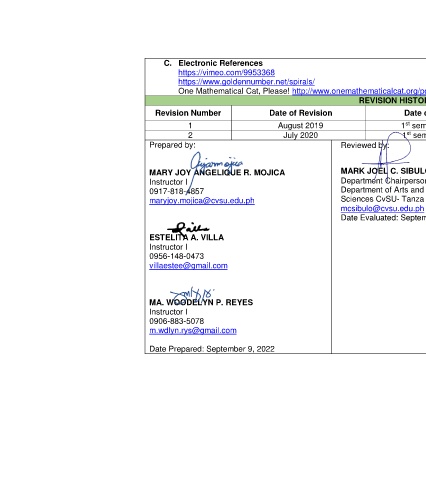 C. Electronic References
https://vimeo.com/9953368
https://www.goldennumber.net/spirals/
One Mathematical Cat, Please! http://www.onemathematicalcat.org/p
REVISION HISTOR
Revision Number Date of Revision Date o
1 August 2019 1st sem
2 July 2020 1st sem
Prepared by:
MARY JOY ANGELIQUE R. MOJICA
Instructor I
0917-818-4857
maryjoy.mojica@cvsu.edu.ph
ESTELITA A. VILLA
Instructor I
0956-148-0473
villaestee@gmail.com
MA. WOODELYN P. REYES
Instructor I
0906-883-5078
m.wdlyn.rys@gmail.com
Date Prepared: September 9, 2022
Reviewed by:
MARK JOEL C. SIBULO
Department Chairperso
Department of Arts and
Sciences CvSU- Tanza
mcsibulo@cvsu.edu.ph
Date Evaluated: Septem